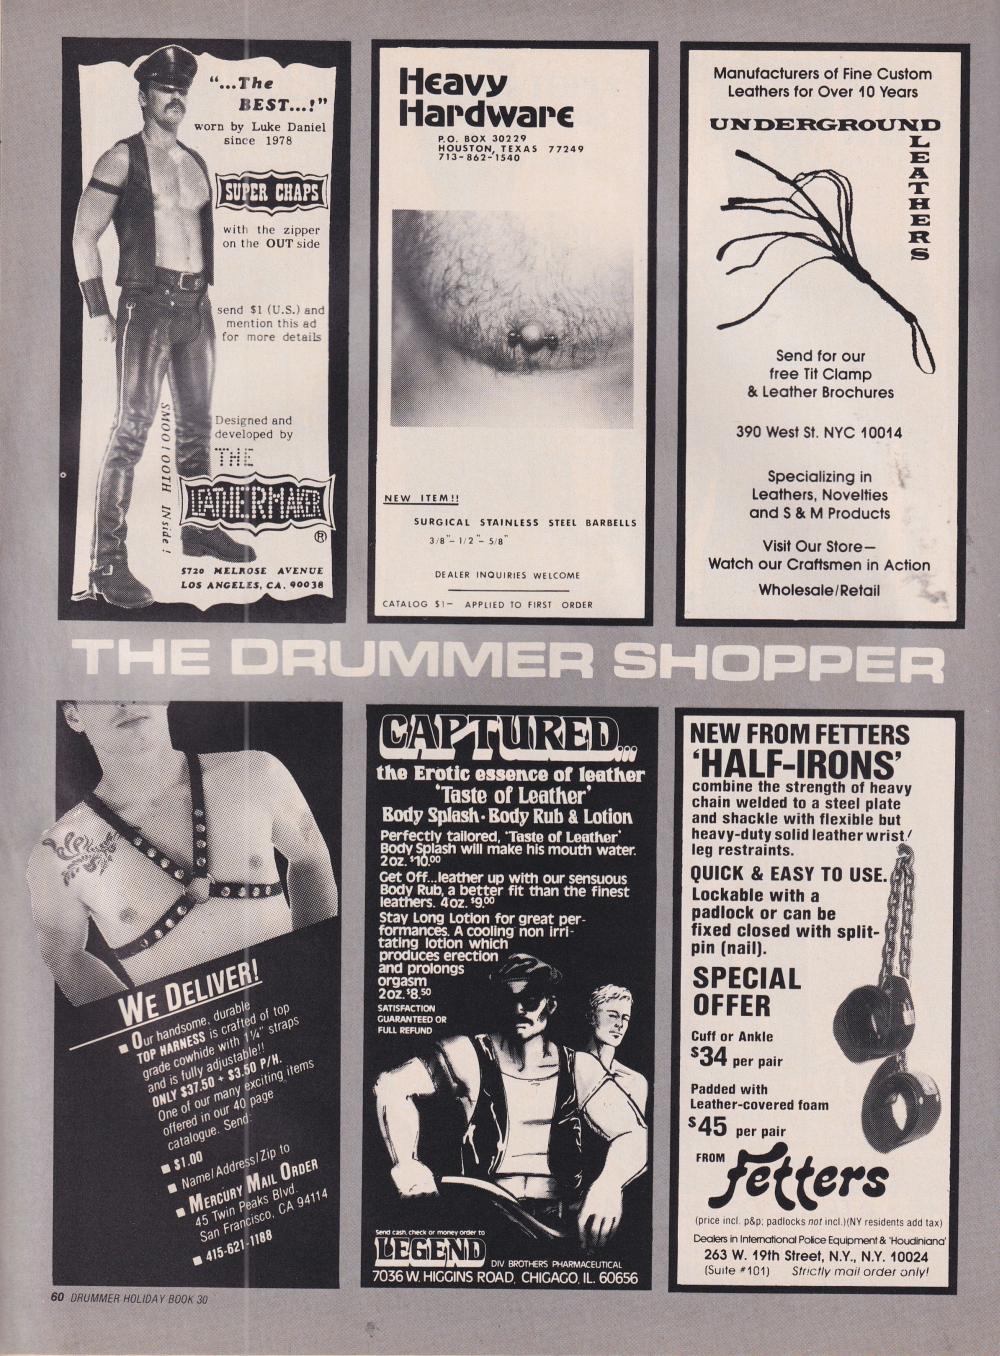 "...The
BEST...!"
worn by Luke Daniel
since 1978
SUPER CHAPS
with the zipper
on the OUT side
send $1 (U.S.) and
mention this ad
for more details
SMOOTOOTH INside!
Designed and
developed by
THE
LEATHERMAKER
®
5720 MELROSE AVENUE
LOS ANGELES, CA. 90038
Heavy
Hardware
P.O. BOX 30229
HOUSTON, TEXAS 77249
713-862-1540
NEW ITEM!!
SURGICAL STAINLESS STEEL BARBELLS
3/8"- 1/2"- 5/8"
DEALER INQUIRIES WELCOME
CATALOG $1- APPLIED TO FIRST ORDER
Manufacturers of Fine Custom
Leathers for Over 10 Years
UNDERGROUND
LEATHERS
Send for our
free Tit Clamp
& Leather Brochures
390 West St. NYC 10014
Specializing in
Leathers, Novelties
and S & M Products
Visit Our Store—
Watch our Craftsmen in Action
Wholesale/Retail
THE DRUMMER SHOPPER
WE DELIVER!
■ Our handsome, durable
TOP HARNESS is crafted of top
grade cowhide with 1¼" straps
and is fully adjustable!!
ONLY $37.50 + $3.50 P/H.
One of our many exciting items
offered in our 40 page
catalogue. Send:
■ $1.00
■ Name/Address/Zip to
■ MERCURY MAIL ORDER
45 Twin Peaks Blvd.
San Francisco, CA 94114
■ 415-621-1188
CAPTURED...
the Erotic essence of leather
'Taste of Leather'
Body Splash · Body Rub & Lotion
Perfectly tailored, 'Taste of Leather'
Body Splash will make his mouth water.
2oz. $10.00
Get Off...leather up with our sensuous
Body Rub, a better fit than the finest
leathers. 4oz. $9.00
Stay Long Lotion for great per-
formances. A cooling non irri-
tating lotion which
produces erection
and prolongs
orgasm
2oz. $8.50
SATISFACTION
GUARANTEED OR
FULL REFUND
Send cash, check or money order to
LEGEND
DIV BROTHERS PHARMACEUTICAL
7036 W. HIGGINS ROAD, CHICAGO, IL. 60656
NEW FROM FETTERS
'HALF-IRONS'
combine the strength of heavy
chain welded to a steel plate
and shackle with flexible but
heavy-duty solid leather wrist/
leg restraints.
QUICK & EASY TO USE.
Lockable with a
padlock or can be
fixed closed with split-
pin (nail).
SPECIAL
OFFER
Cuff or Ankle
$34 per pair
Padded with
Leather-covered foam
$45 per pair
FROM
Fetters
(price incl. p&p; padlocks not incl.)(NY residents add tax)
Dealers in International Police Equipment & 'Houdiniana'
263 W. 19th Street, N.Y., N.Y. 10024
(Suite #101) Strictly mail order only!
60 DRUMMER HOLIDAY BOOK 30